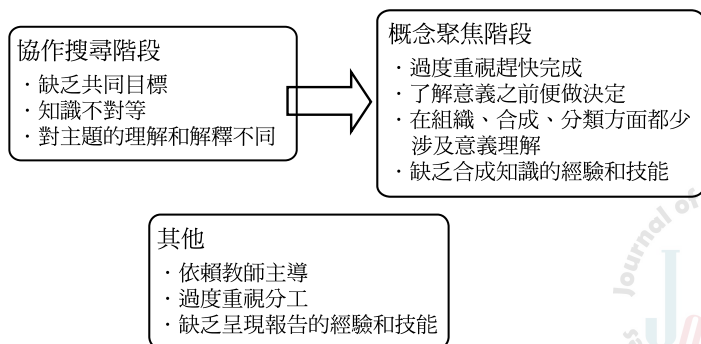 協作搜尋階段
· 缺乏共同目標
· 知識不對等
· 對主題的理解和解釋不同
概念聚焦階段
· 過度重視趕快完成
· 了解意義之前便做決定
· 在組織、合成、分類方面都少
涉及意義理解
· 缺乏合成知識的經驗和技能
其他
· 依賴教師主導
· 過度重視分工
· 缺乏呈現報告的經驗和技能
Journal of